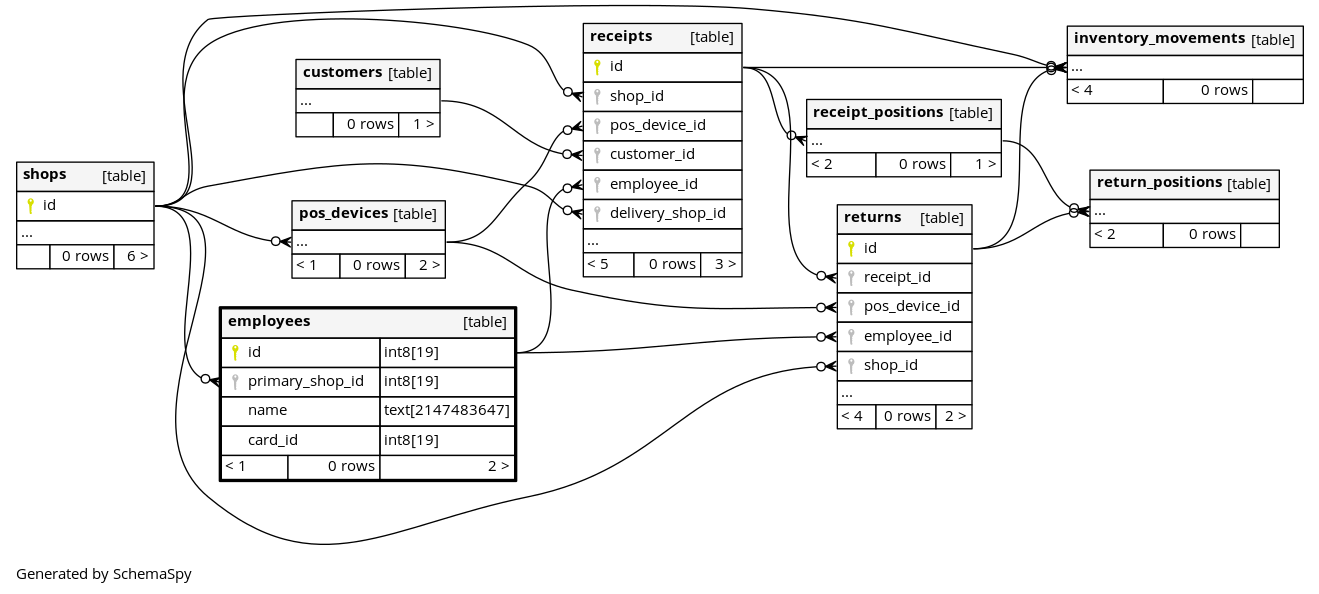 shops [table]
id
...
0 rows 6 >
customers [table]
...
0 rows 1 >
pos_devices [table]
...
< 1 0 rows 2 >
employees [table]
id int8[19]
primary_shop_id int8[19]
name text[2147483647]
card_id int8[19]
< 1 0 rows 2 >
receipts [table]
id
shop_id
pos_device_id
customer_id
employee_id
delivery_shop_id
...
< 5 0 rows 3 >
receipt_positions [table]
...
< 2 0 rows 1 >
returns [table]
id
receipt_id
pos_device_id
employee_id
shop_id
...
< 4 0 rows 2 >
inventory_movements [table]
...
< 4 0 rows
return_positions [table]
...
< 2 0 rows
Generated by SchemaSpy